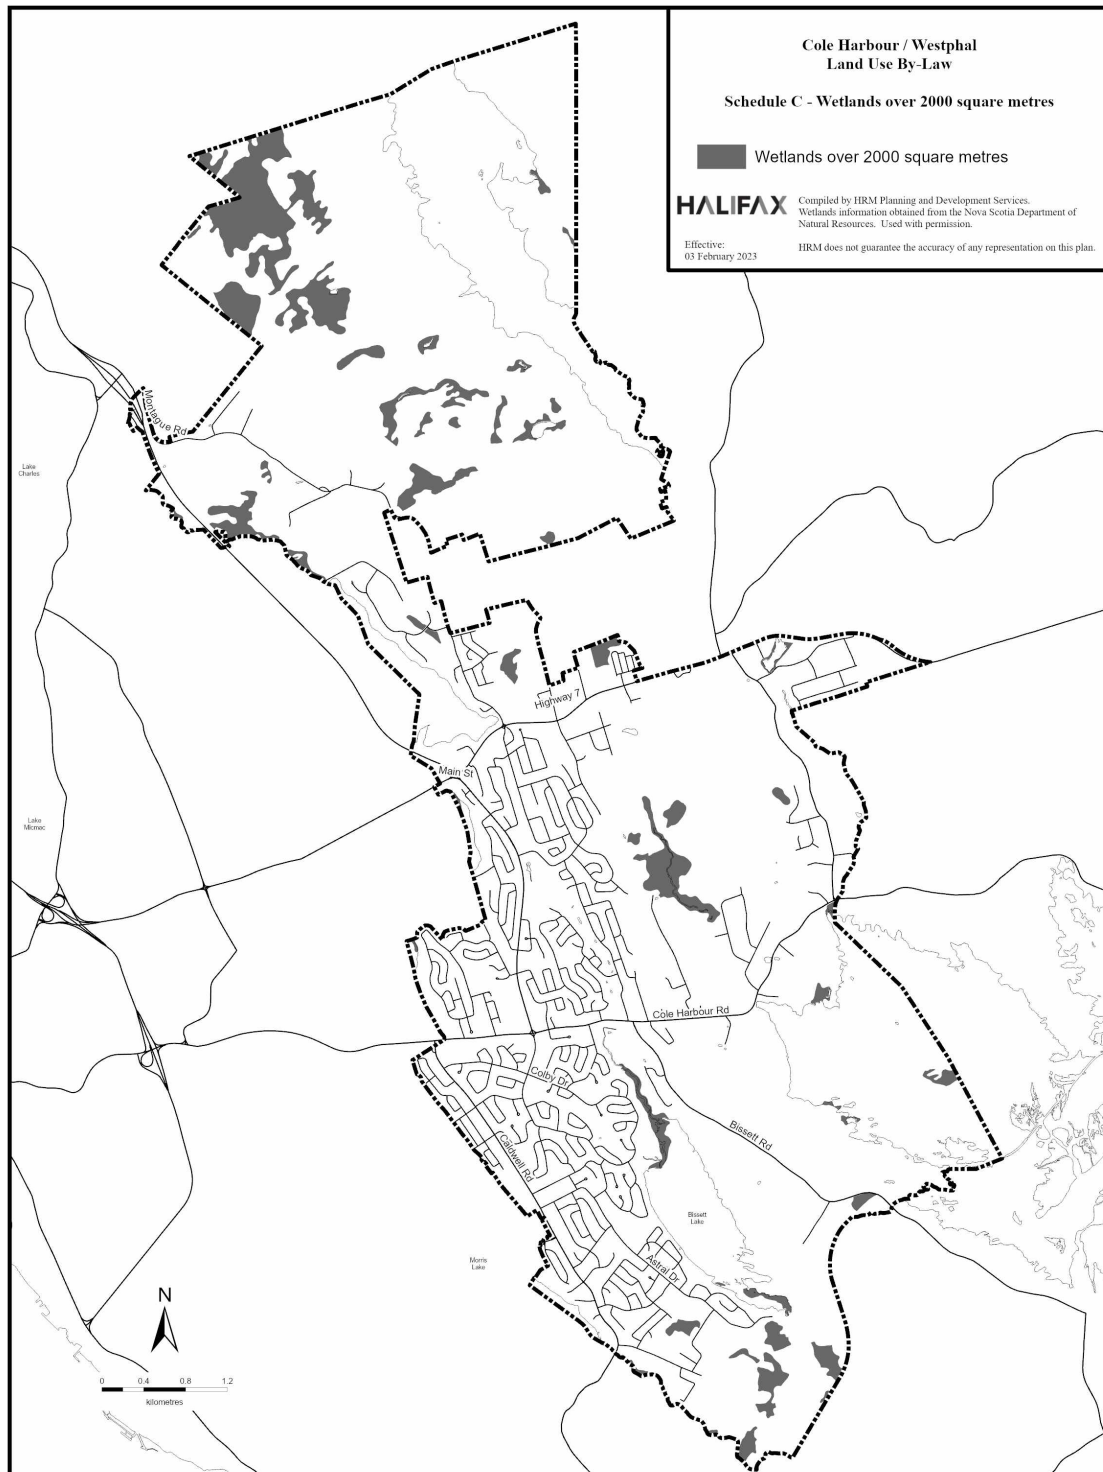 Cole Harbour / Westphal
Land Use By-Law
Schedule C - Wetlands over 2000 square metres
Wetlands over 2000 square metres
HALIFAX
Compiled by HRM Planning and Development Services.
Wetlands information obtained from the Nova Scotia Department of
Natural Resources. Used with permission.
Effective:
03 February 2023
HRM does not guarantee the accuracy of any representation on this plan.
Montague Rd
Lake
Charles
Highway 7
Main St
Lake
Micmac
Cole Harbour Rd
Colby Dr
Bissett Rd
Caldwell Rd
Bissett
Lake
Morris
Lake
Astral Dr
N
0 0.4 0.8 1.2
kilometres